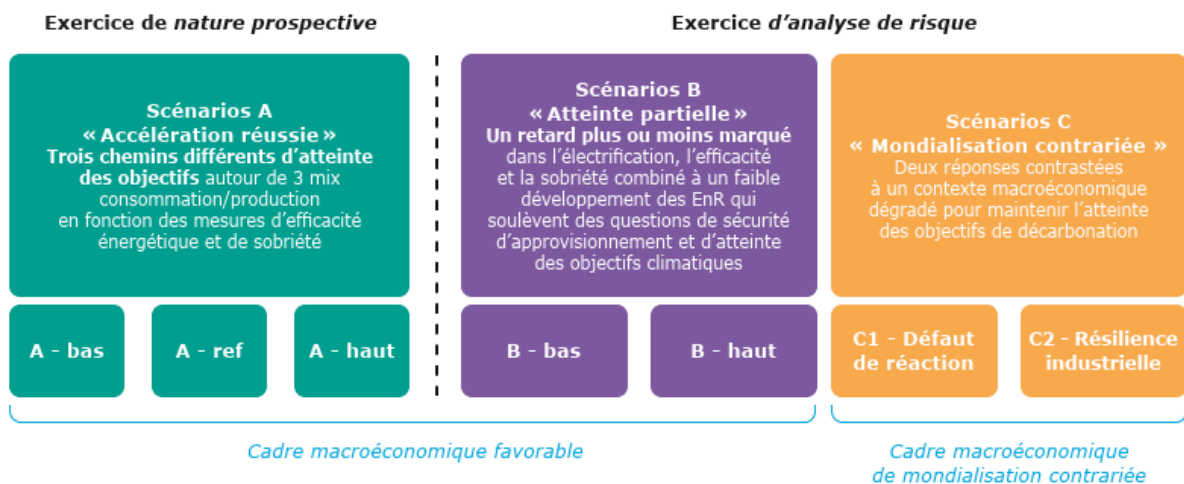 Exercice de nature prospective
Exercice d'analyse de risque
Scénarios A
« Accélération réussie »
Trois chemins différents d'atteinte
des objectifs autour de 3 mix
consommation/production
en fonction des mesures d'efficacité
énergétique et de sobriété
Scénarios B
« Atteinte partielle »
Un retard plus ou moins marqué
dans l'électrification, l'efficacité
et la sobriété combiné à un faible
développement des EnR qui
soulèvent des questions de sécurité
d'approvisionnement et d'atteinte
des objectifs climatiques
Scénarios C
« Mondialisation contrariée »
Deux réponses contrastées
à un contexte macroéconomique
dégradé pour maintenir l'atteinte
des objectifs de décarbonation
A - bas
A - ref
A - haut
B - bas
B - haut
C1 - Défaut
de réaction
C2 - Résilience
industrielle
Cadre macroéconomique favorable
Cadre macroéconomique
de mondialisation contrariée